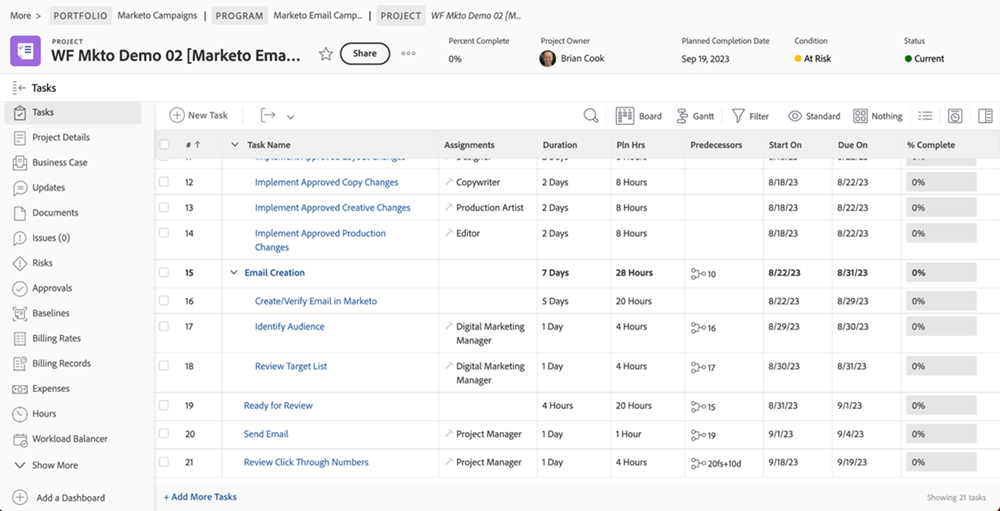 More > PORTFOLIO Marketo Campaigns | PROGRAM Marketo Email Camp... | PROJECT WF Mkto Demo 02 [M...
PROJECT
WF Mkto Demo 02 [Marketo Ema... Share
Percent Complete Project Owner Planned Completion Date Condition Status
0% Brian Cook Sep 19, 2023 At Risk Current
Tasks
Tasks
Project Details
Business Case
Updates
Documents
Issues (0)
Risks
Approvals
Baselines
Billing Rates
Billing Records
Expenses
Hours
Workload Balancer
Show More
Add a Dashboard
New Task Board Gantt Filter Standard Nothing
# Task Name Assignments Duration Pln Hrs Predecessors Start On Due On % Complete
12 Implement Approved Copy Changes Copywriter 2 Days 8 Hours 8/18/23 8/22/23 0%
13 Implement Approved Creative Changes Production Artist 2 Days 8 Hours 8/18/23 8/22/23 0%
14 Implement Approved Production Editor 2 Days 8 Hours 8/18/23 8/22/23 0%
Changes
15 Email Creation 7 Days 28 Hours 10 8/22/23 8/31/23 0%
16 Create/Verify Email in Marketo 5 Days 20 Hours 8/22/23 8/29/23 0%
17 Identify Audience Digital Marketing 1 Day 4 Hours 16 8/29/23 8/30/23 0%
Manager
18 Review Target List Digital Marketing 1 Day 4 Hours 17 8/30/23 8/31/23 0%
Manager
19 Ready for Review 4 Hours 20 Hours 15 8/31/23 9/1/23 0%
20 Send Email Project Manager 1 Day 1 Hour 19 9/1/23 9/4/23 0%
21 Review Click Through Numbers Project Manager 1 Day 4 Hours 20fs+10d 9/18/23 9/19/23 0%
+ Add More Tasks
Showing 21 tasks